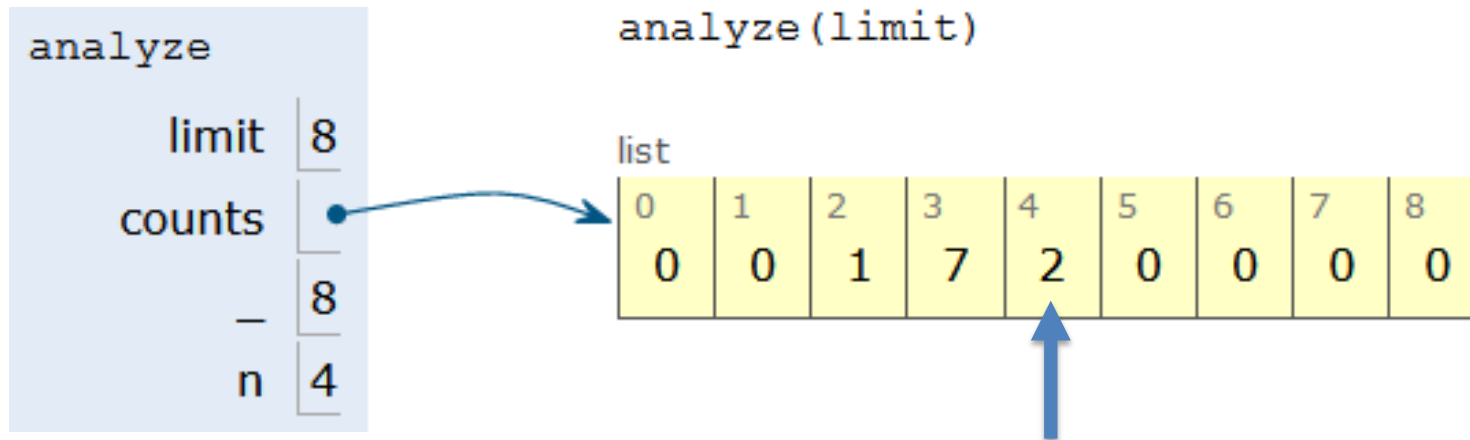 analyze
limit 8
counts
_ 8
n 4
analyze(limit)
list
0 1 2 3 4 5 6 7 8
0 0 1 7 2 0 0 0 0